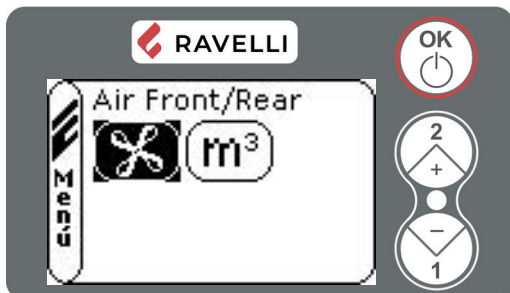 RAVELLI
OK
Air Front/Rear
m³
Menú
2
+
−
1